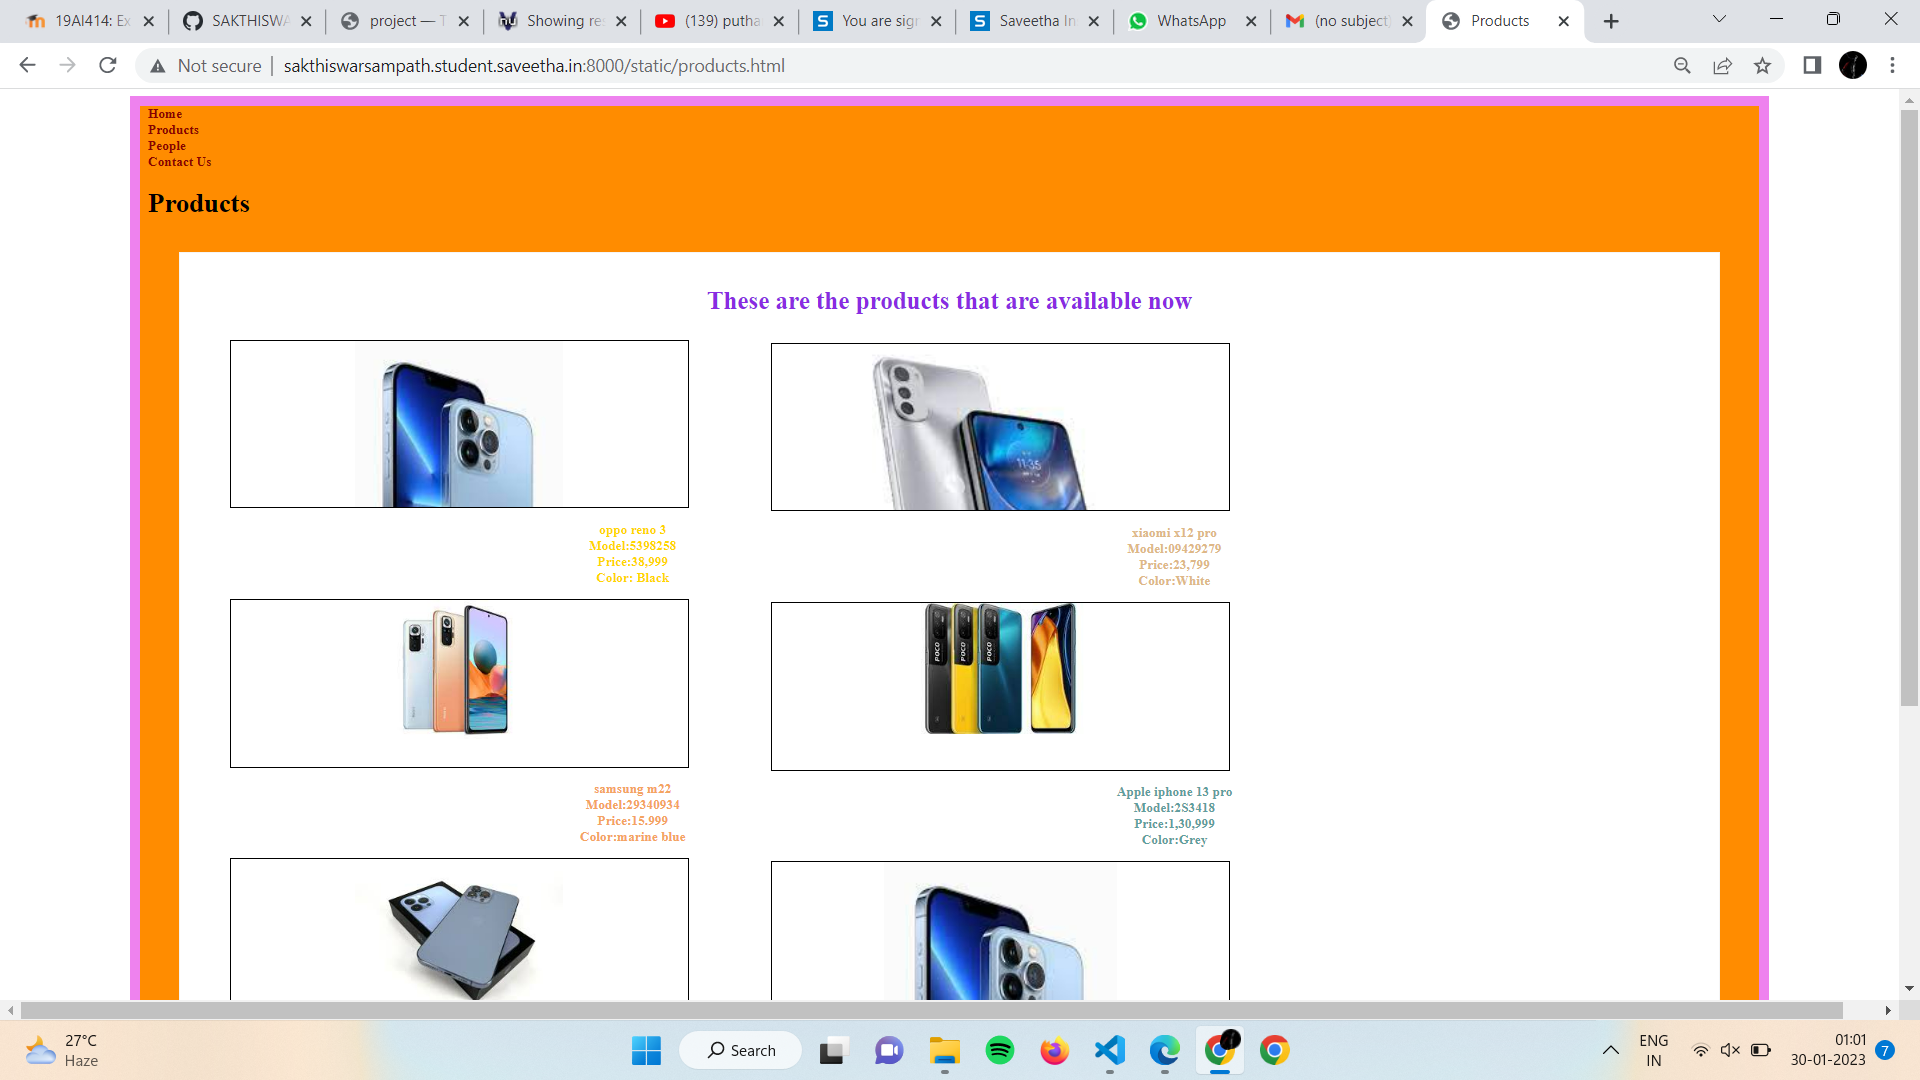 19AI414: Ex
SAKTHISWA
project — T
Showing re
(139) putha
You are sign
Saveetha In
WhatsApp
(no subject)
Products
Not secure
sakthiswarsampath.student.saveetha.in:8000/static/products.html
Home
Products
People
Contact Us
Products
These are the products that are available now
oppo reno 3
Model:5398258
Price:38,999
Color: Black
xiaomi x12 pro
Model:09429279
Price:23,799
Color:White
POCO POCO POCO
samsung m22
Model:29340934
Price:15.999
Color:marine blue
Apple iphone 13 pro
Model:2S3418
Price:1,30,999
Color:Grey
27°C
Haze
Search
ENG
IN
01:01
30-01-2023
7